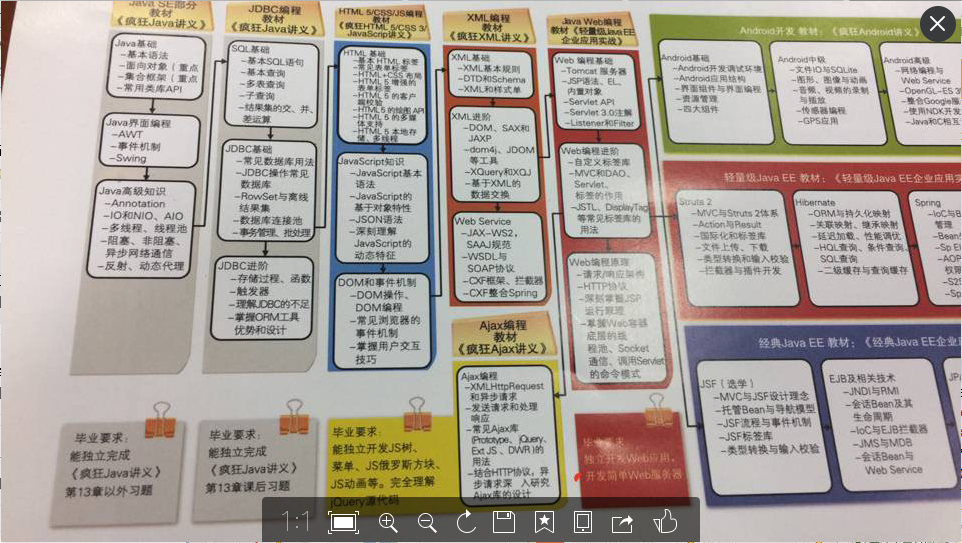 Java SE部分
教材
《疯狂Java讲义》
Java基础
—基本语法
—面向对象（重点
—集合框架（重点
—常用类库API
Java界面编程
—AWT
—事件机制
—Swing
Java高级知识
—Annotation
—IO和NIO、AIO
—多线程、线程池
—阻塞、非阻塞、
异步网络通信
—反射、动态代理
毕业要求：
能独立完成
《疯狂Java讲义》
第13章以外习题
JDBC编程
教材
《疯狂Java讲义》
SQL基础
—基本SQL语句
—基本查询
—多表查询
—子查询
—结果集的交、并、
差运算
JDBC基础
—常见数据库用法
—JDBC操作常见
数据库
—RowSet与离线
结果集
—数据库连接池
—事务管理、批处理
JDBC进阶
—存储过程、函数
—触发器
—理解JDBC的不足
—掌握ORM工具
优势和设计
毕业要求：
能独立完成
《疯狂Java讲义》
第13章课后习题
HTML 5/CSS/JS编程
教材
《疯狂HTML 5/CSS 3/
JavaScrip讲义》
HTML 基础
—基本 HTML 标签
—常见表单标签
—HTML+CSS 布局
—HTML 5 增强的
表单标签
—HTML 5 的客户
端校验
—HTML 5 的绘图 API
—HTML 5 的多媒
体支持
—HTML 5 本地存
储、多线程
JavaScript知识
—JavaScript基本
语法
—JavaScript的
基于对象特性
—JSON语法
—深刻理解
JavaScript的
动态特征
DOM和事件机制
—DOM操作、
DOM编程
—常见浏览器的
事件机制
—掌握用户交互
技巧
毕业要求：
能独立开发JS树、
菜单、JS俄罗斯方块、
JS动画等。完全理解
jQuery源代码
XML编程
教材
《疯狂XML讲义》
XML基础
—XML基本规则
—DTD和Schema
—XML和样式单
XML进阶
—DOM、SAX和
JAXP
—dom4j、JDOM
等工具
—XQuery和XQJ
—基于XML的
数据交换
Web Service
—JAX-WS2，
SAAJ规范
—WSDL与
SOAP协议
—CXF框架、拦截器
—CXF整合Spring
Ajax编程
教材
《疯狂Ajax讲义》
Ajax编程
—XMLHttpRequest
和异步请求
—发送请求和处理
响应
—常见Ajax库
(Prototype、jQuery、
Ext JS 、DWR )的
用法
—结合HTTP协议，异
步请求深 入研究
Ajax库的设计
Java Web编程
教材《轻量级Java EE
企业应用实战》
Web 编程基础
—Tomcat 服务器
—JSP语法、EL、
内置对象
—Servlet API
—Servlet 3.0注解
—Listener和Filter
Web编程进阶
—自定义标签库
—MVC和DAO、
Servlet、
标签的作用
—JSTL、DisplayTag
等常见标签库的
用法
Web编程原理
—请求/响应架构
—HTTP协议
—深刻掌握JSP
运行原理
—掌握Web容器
底层的线
程池、Socket
通信、调用Servlet
的命令模式
毕业要求
独立开发Web应用，
开发简单Web服务器
Android开发 教材：《疯狂Android讲义》
Android基础
—Android开发调试环境
—Android应用结构
—界面组件与界面编程
—资源管理
—四大组件
Android中级
—文件IO与SQLite
—图形、图像与动画
—音频、视频的录制
与播放
—传感器编程
—GPS应用
Android高级
—网络编程与
Web Service
—OpenGL-ES 3
—整合Google服
—使用NDK开发
—Java和C相互
轻量级Java EE 教材：《轻量级Java EE企业应用实
Struts 2
—MVC与Struts 2体系
—Action与Result
—国际化和标签库
—文件上传、下载
—类型转换和输入校验
—拦截器与插件开发
Hibernate
—ORM与持久化映射
—关联映射、继承映射
—延迟加载、性能调优
—HQL查询、条件查询、
SQL查询
—二级缓存与查询缓存
Spring
—IoC与B
管理
—Bean
—Sp El
—AOP
权限
—S2S
—Sp
经典Java EE 教材：《经典Java EE企业应
JSF（选学）
—MVC与JSF设计理念
—托管Bean与导航模型
—JSF流程与事件机制
—JSF标签库
—类型转换与输入校验
EJB及相关技术
—JNDI与RMI
—会话Bean及其
生命周期
—IoC与EJB拦截器
—JMS与MDB
—会话Bean与
Web Service
JP
1:1